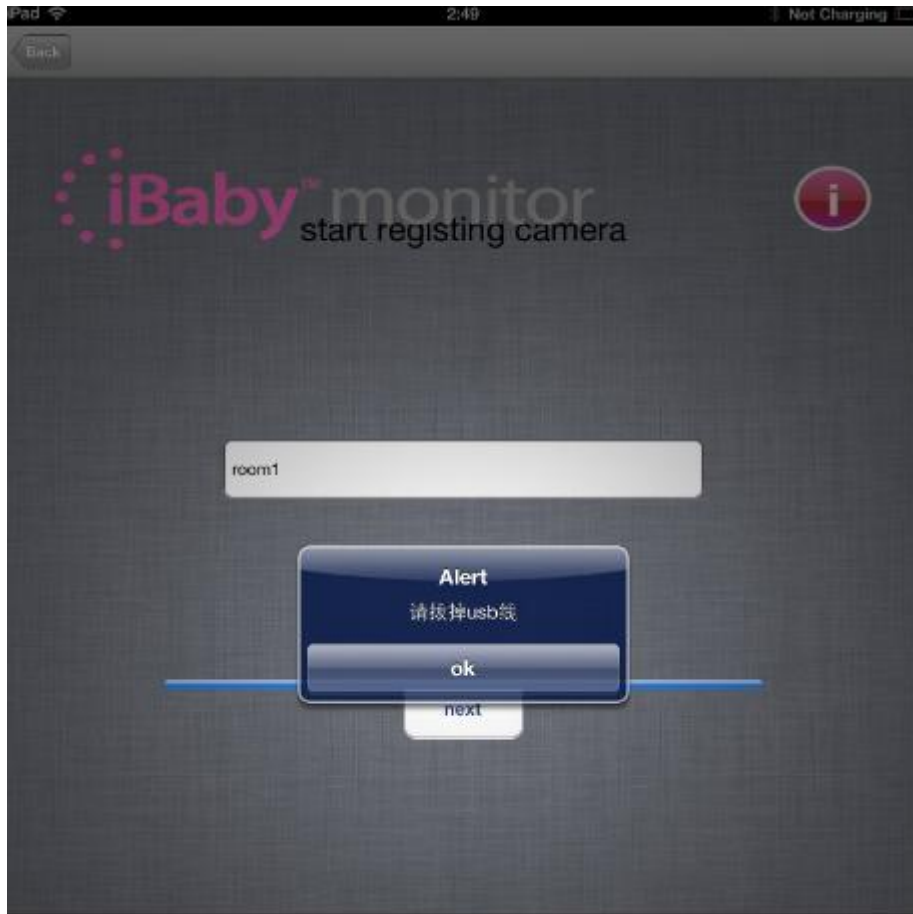 iPad 2:49 Not Charging
Back
iBaby™ monitor
i
start registing camera
room1
Alert
请拔掉usb线
ok
next